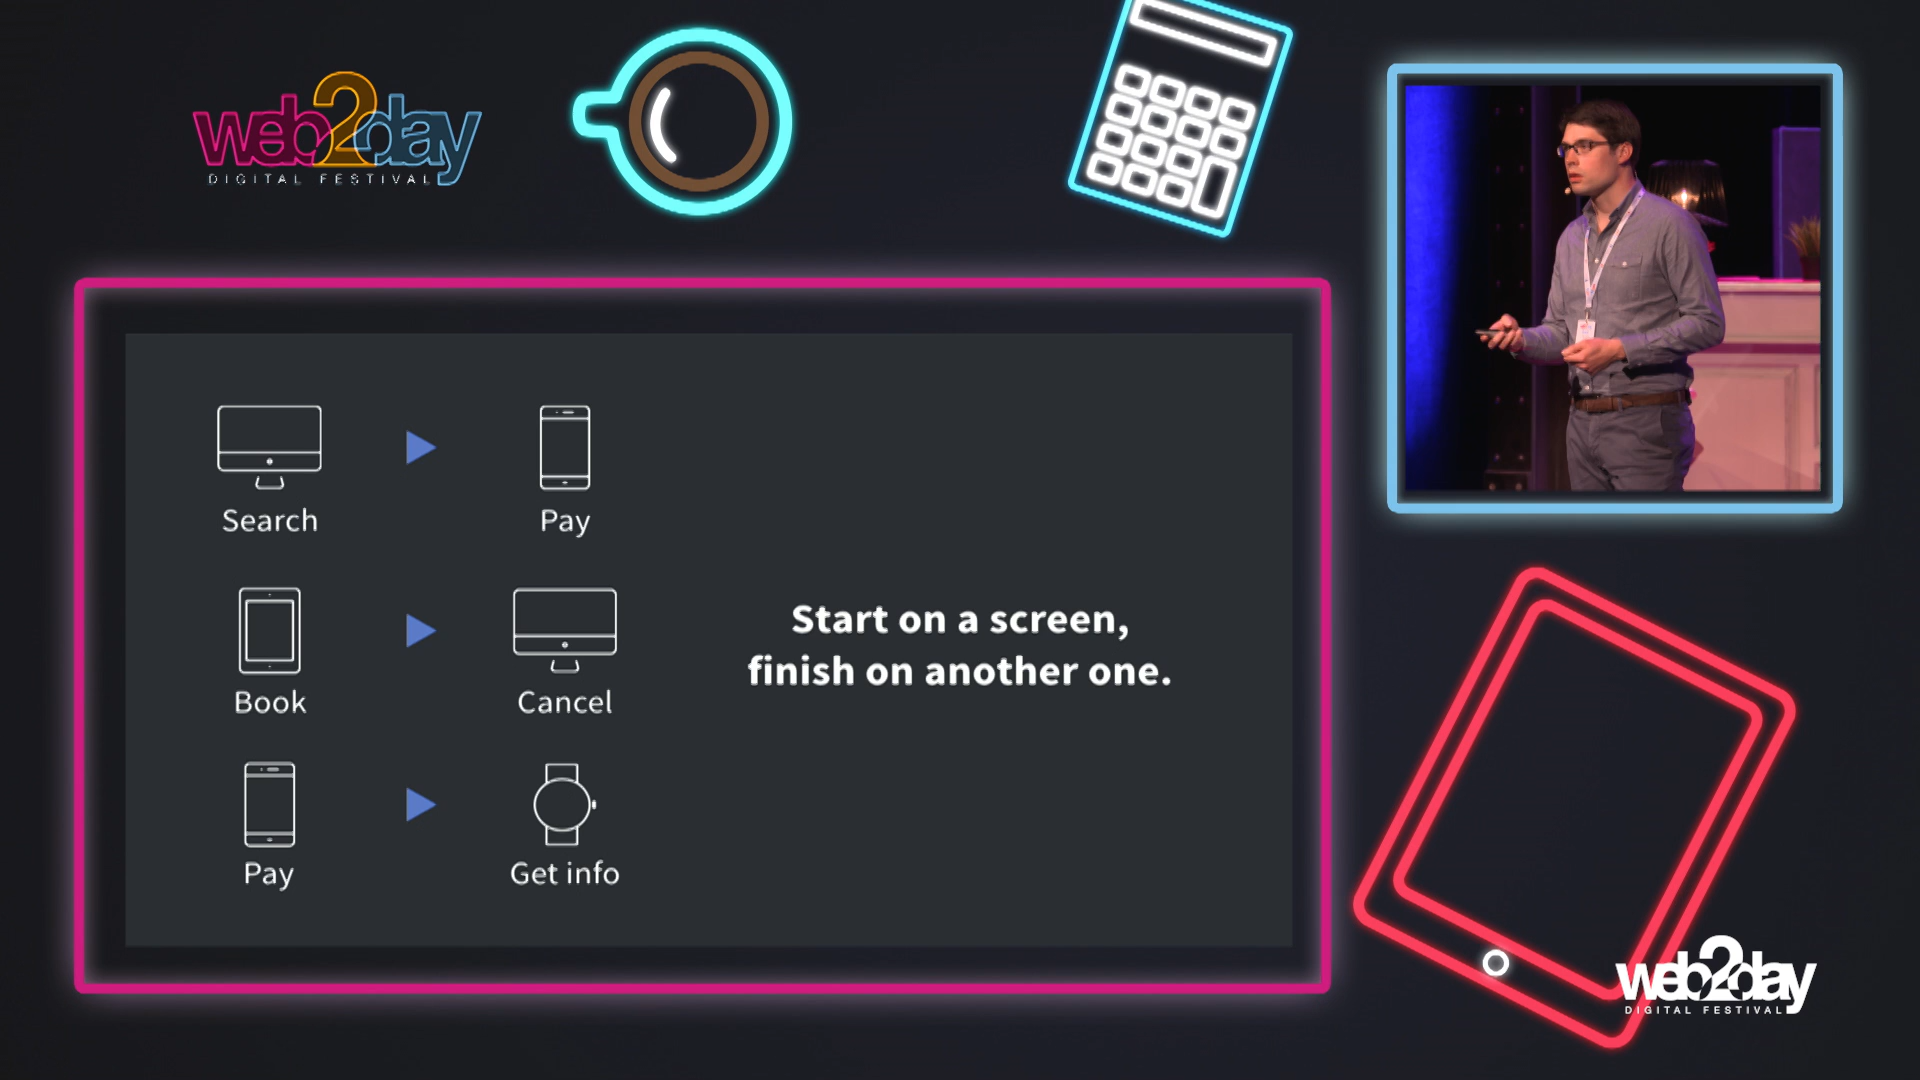 web2day
DIGITAL FESTIVAL
Search
Pay
Book
Cancel
Pay
Get info
Start on a screen,
finish on another one.
web2day
DIGITAL FESTIVAL